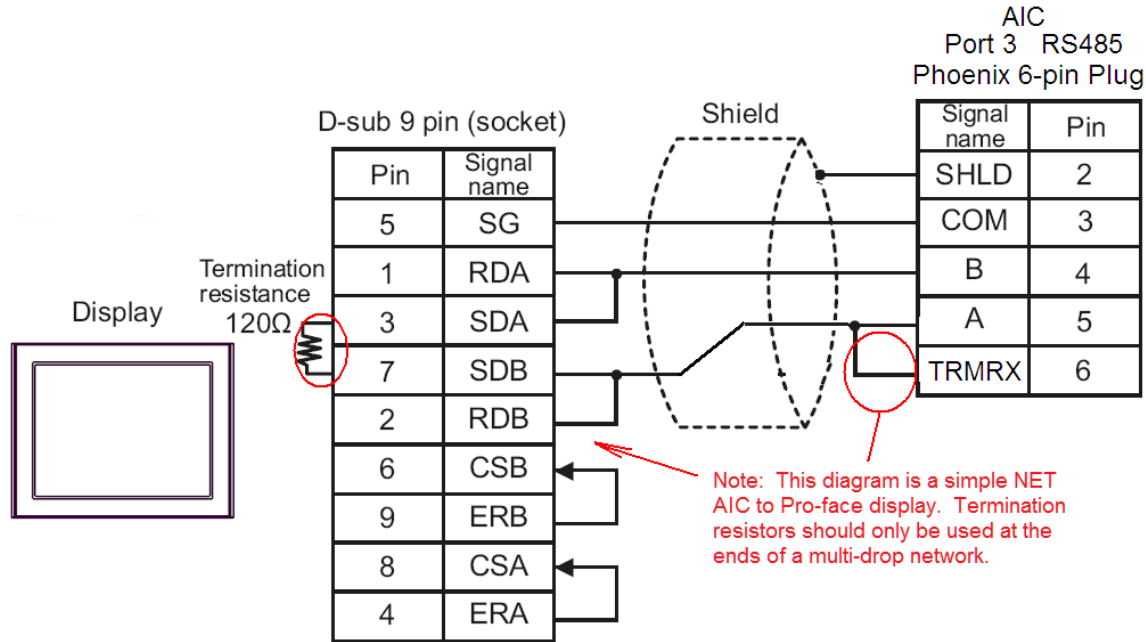 AIC
Port 3 RS485
Phoenix 6-pin Plug
Signal name Pin
SHLD 2
COM 3
B 4
A 5
TRMRX 6
Shield
D-sub 9 pin (socket)
Pin Signal name
5 SG
1 RDA
3 SDA
7 SDB
2 RDB
6 CSB
9 ERB
8 CSA
4 ERA
Termination
resistance
120Ω
Display
Note: This diagram is a simple NET
AIC to Pro-face display. Termination
resistors should only be used at the
ends of a multi-drop network.